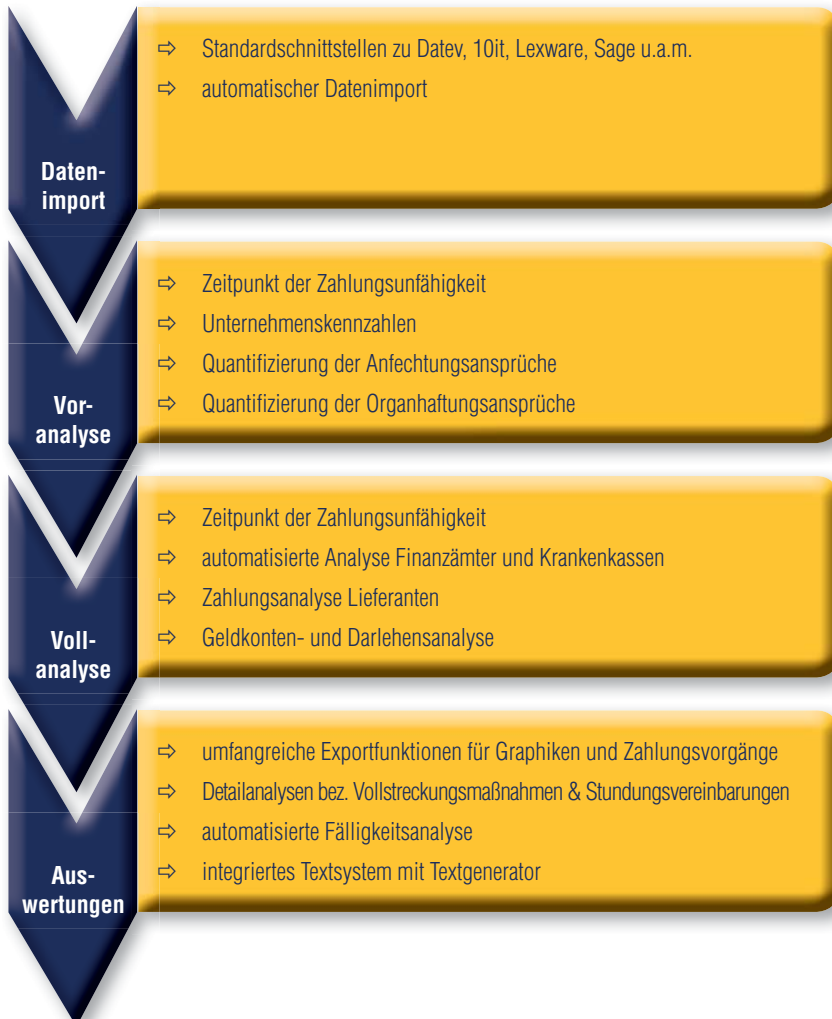 Daten-
import
⇨ Standardschnittstellen zu Datev, 10it, Lexware, Sage u.a.m.
⇨ automatischer Datenimport
Vor-
analyse
⇨ Zeitpunkt der Zahlungsunfähigkeit
⇨ Unternehmenskennzahlen
⇨ Quantifizierung der Anfechtungsansprüche
⇨ Quantifizierung der Organhaftungsansprüche
Voll-
analyse
⇨ Zeitpunkt der Zahlungsunfähigkeit
⇨ automatisierte Analyse Finanzämter und Krankenkassen
⇨ Zahlungsanalyse Lieferanten
⇨ Geldkonten- und Darlehensanalyse
Aus-
wertungen
⇨ umfangreiche Exportfunktionen für Graphiken und Zahlungsvorgänge
⇨ Detailanalysen bez. Vollstreckungsmaßnahmen & Stundungsvereinbarungen
⇨ automatisierte Fälligkeitsanalyse
⇨ integriertes Textsystem mit Textgenerator